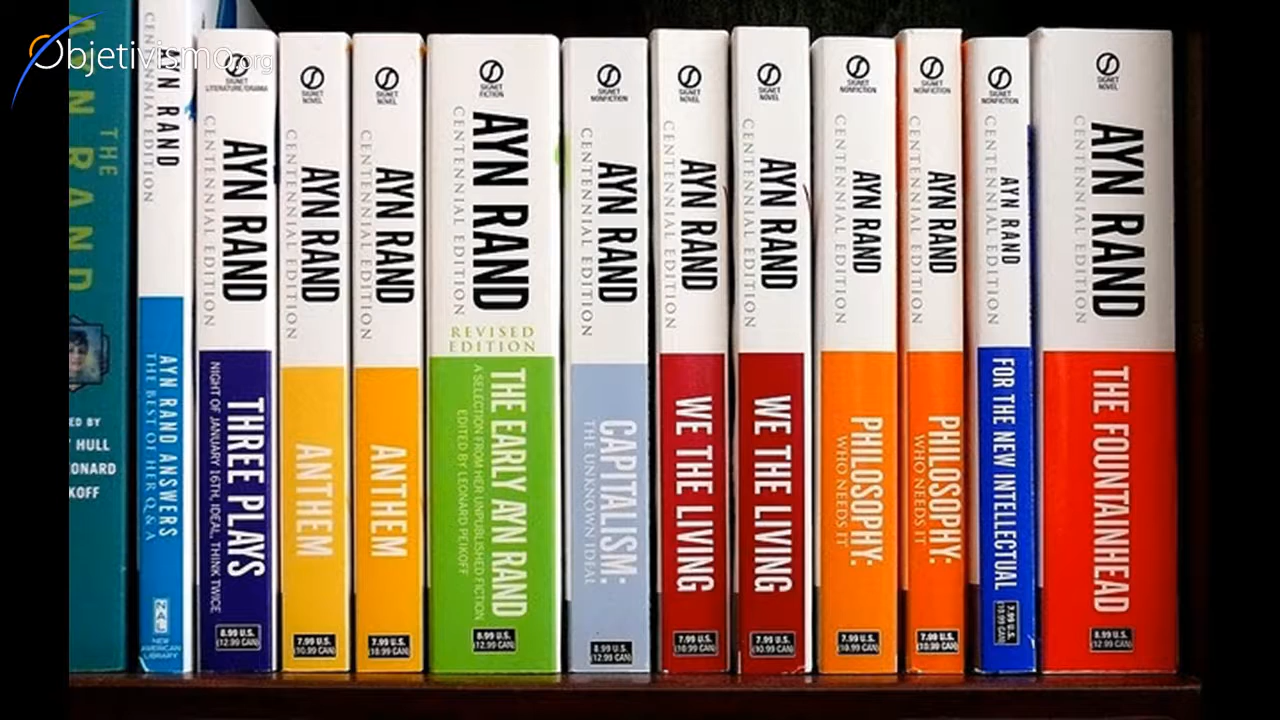 Objetivismo.org
THE
AYN RAND
ED BY
HULL
ONARD
KOFF
AYN RAND
CENTENNIAL EDITION
AYN RAND ANSWERS
THE BEST OF HER Q & A
NAL
NEW
AMERICAN
LIBRARY
SIGNET
LITERATURE/DRAMA
AYN RAND
CENTENNIAL EDITION
THREE PLAYS
NIGHT OF JANUARY 16TH, IDEAL, THINK TWICE
8.99 U.S.
(12.99 CAN)
SIGNET
NOVEL
AYN RAND
CENTENNIAL EDITION
ANTHEM
7.99 U.S.
(10.99 CAN)
SIGNET
NOVEL
AYN RAND
CENTENNIAL EDITION
ANTHEM
7.99 U.S.
(10.99 CAN)
SIGNET
FICTION
AYN RAND
CENTENNIAL EDITION
REVISED
EDITION
THE EARLY AYN RAND
A SELECTION FROM HER UNPUBLISHED FICTION
EDITED BY LEONARD PEIKOFF
8.99 U.S.
(12.99 CAN)
SIGNET
NONFICTION
AYN RAND
CENTENNIAL EDITION
CAPITALISM:
THE UNKNOWN IDEAL
8.99 U.S.
(12.99 CAN)
SIGNET
NOVEL
AYN RAND
CENTENNIAL EDITION
WE THE LIVING
7.99 U.S.
(10.99 CAN)
SIGNET
NOVEL
AYN RAND
CENTENNIAL EDITION
WE THE LIVING
7.99 U.S.
(10.99 CAN)
SIGNET
NONFICTION
AYN RAND
CENTENNIAL EDITION
PHILOSOPHY:
WHO NEEDS IT
7.99 U.S.
(10.99 CAN)
SIGNET
NONFICTION
AYN RAND
CENTENNIAL EDITION
PHILOSOPHY:
WHO NEEDS IT
7.99 U.S.
(10.99 CAN)
SIGNET
NONFICTION
AYN RAND
CENTENNIAL EDITION
FOR THE NEW INTELLECTUAL
7.99 U.S.
(10.99 CAN)
SIGNET
NOVEL
AYN RAND
CENTENNIAL EDITION
THE FOUNTAINHEAD
8.99 U.S.
(12.99 CAN)